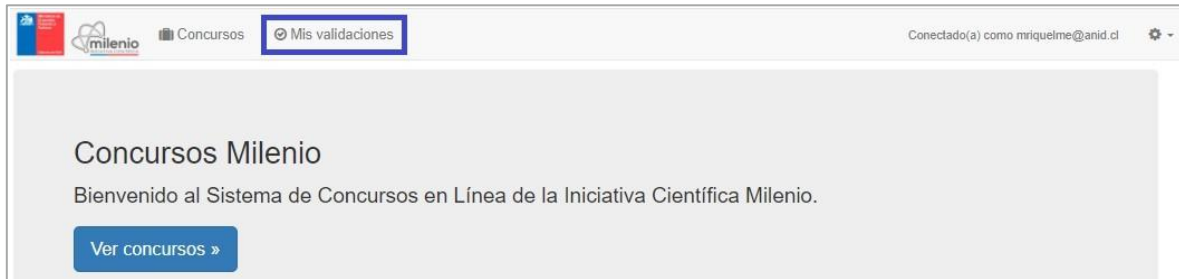 milenio
Concursos
Mis validaciones
Conectado(a) como mriquelme@anid.cl
Concursos Milenio
Bienvenido al Sistema de Concursos en Línea de la Iniciativa Científica Milenio.
Ver concursos »